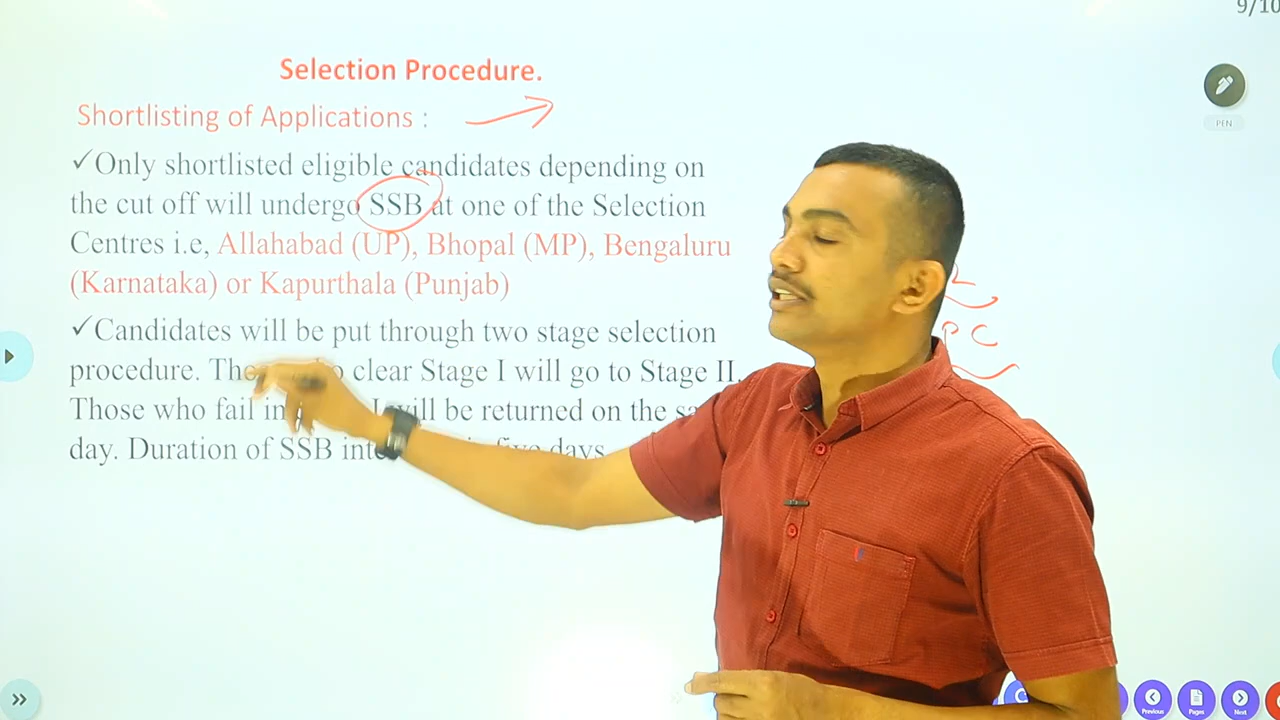 9/10
Selection Procedure.
PEN
Shortlisting of Applications :
✓Only shortlisted eligible candidates depending on
the cut off will undergo SSB at one of the Selection
Centres i.e, Allahabad (UP), Bhopal (MP), Bengaluru
(Karnataka) or Kapurthala (Punjab)
✓Candidates will be put through two stage selection
procedure. clear Stage I will go to Stage II.
Those who fail in I will be returned on the
day. Duration of SSB five days
Previous Pages Next